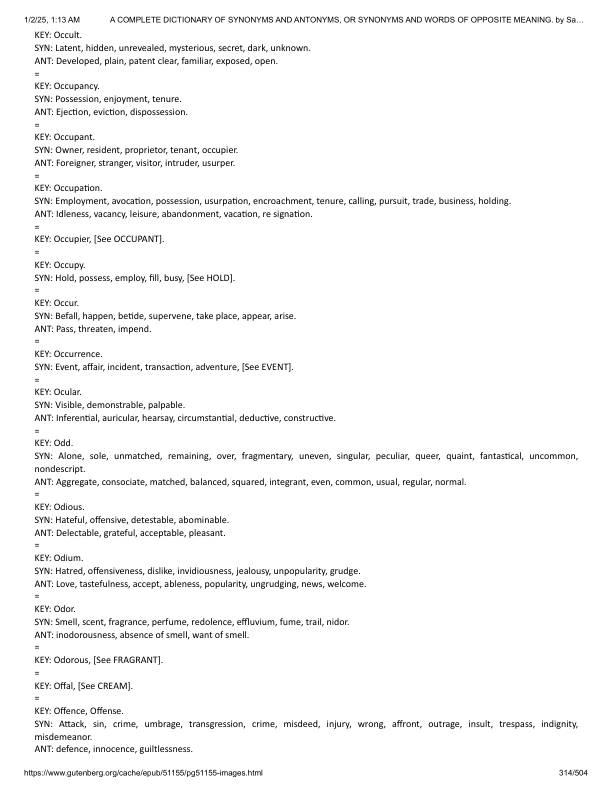 1/2/25, 1:13 AM A COMPLETE DICTIONARY OF SYNONYMS AND ANTONYMS, OR SYNONYMS AND WORDS OF OPPOSITE MEANING. by Sa…
KEY: Occult.
SYN: Latent, hidden, unrevealed, mysterious, secret, dark, unknown.
ANT: Developed, plain, patent clear, familiar, exposed, open.
=
KEY: Occupancy.
SYN: Possession, enjoyment, tenure.
ANT: Ejection, eviction, dispossession.
=
KEY: Occupant.
SYN: Owner, resident, proprietor, tenant, occupier.
ANT: Foreigner, stranger, visitor, intruder, usurper.
=
KEY: Occupation.
SYN: Employment, avocation, possession, usurpation, encroachment, tenure, calling, pursuit, trade, business, holding.
ANT: Idleness, vacancy, leisure, abandonment, vacation, re signation.
=
KEY: Occupier, [See OCCUPANT].
=
KEY: Occupy.
SYN: Hold, possess, employ, fill, busy, [See HOLD].
=
KEY: Occur.
SYN: Befall, happen, betide, supervene, take place, appear, arise.
ANT: Pass, threaten, impend.
=
KEY: Occurrence.
SYN: Event, affair, incident, transaction, adventure, [See EVENT].
=
KEY: Ocular.
SYN: Visible, demonstrable, palpable.
ANT: Inferential, auricular, hearsay, circumstantial, deductive, constructive.
=
KEY: Odd.
SYN: Alone, sole, unmatched, remaining, over, fragmentary, uneven, singular, peculiar, queer, quaint, fantastical, uncommon,
nondescript.
ANT: Aggregate, consociate, matched, balanced, squared, integrant, even, common, usual, regular, normal.
=
KEY: Odious.
SYN: Hateful, offensive, detestable, abominable.
ANT: Delectable, grateful, acceptable, pleasant.
=
KEY: Odium.
SYN: Hatred, offensiveness, dislike, invidiousness, jealousy, unpopularity, grudge.
ANT: Love, tastefulness, accept, ableness, popularity, ungrudging, news, welcome.
=
KEY: Odor.
SYN: Smell, scent, fragrance, perfume, redolence, effluvium, fume, trail, nidor.
ANT: inodorousness, absence of smell, want of smell.
=
KEY: Odorous, [See FRAGRANT].
=
KEY: Offal, [See CREAM].
=
KEY: Offence, Offense.
SYN: Attack, sin, crime, umbrage, transgression, crime, misdeed, injury, wrong, affront, outrage, insult, trespass, indignity,
misdemeanor.
ANT: defence, innocence, guiltlessness.
https://www.gutenberg.org/cache/epub/51155/pg51155-images.html 314/504